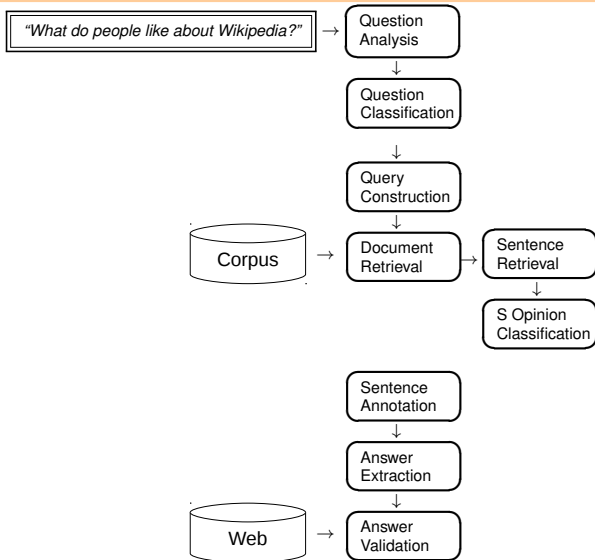 “What do people like about Wikipedia?”
Question
Analysis
Question
Classification
Query
Construction
Corpus
Document
Retrieval
Sentence
Retrieval
S Opinion
Classification
Sentence
Annotation
Answer
Extraction
Web
Answer
Validation